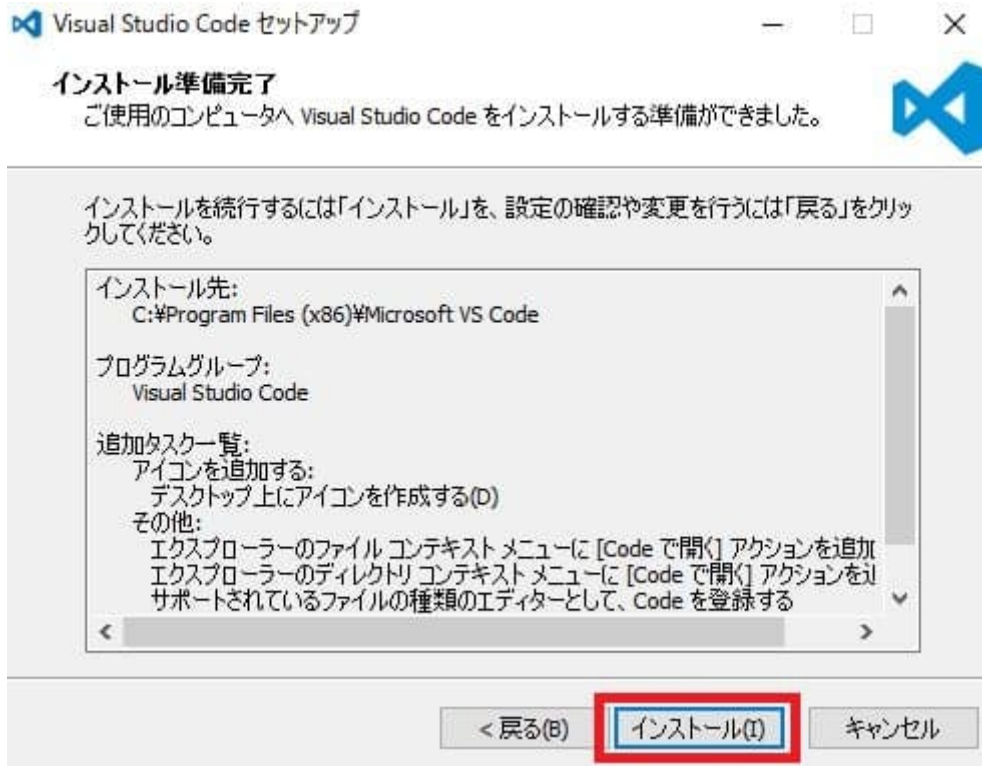 Visual Studio Code セットアップ
インストール準備完了
ご使用のコンピュータへ Visual Studio Code をインストールする準備ができました。
インストールを続行するには「インストール」を、設定の確認や変更を行うには「戻る」をクリッ
クしてください。
インストール先:
C:¥Program Files (x86)¥Microsoft VS Code
プログラムグループ:
Visual Studio Code
追加タスク一覧:
アイコンを追加する:
デスクトップ上にアイコンを作成する(D)
その他:
エクスプローラーのファイル コンテキスト メニューに [Code で開く] アクションを追加
エクスプローラーのディレクトリ コンテキスト メニューに [Code で開く] アクションを
サポートされているファイルの種類のエディターとして、Code を登録する
< 戻る(B)
インストール(I)
キャンセル